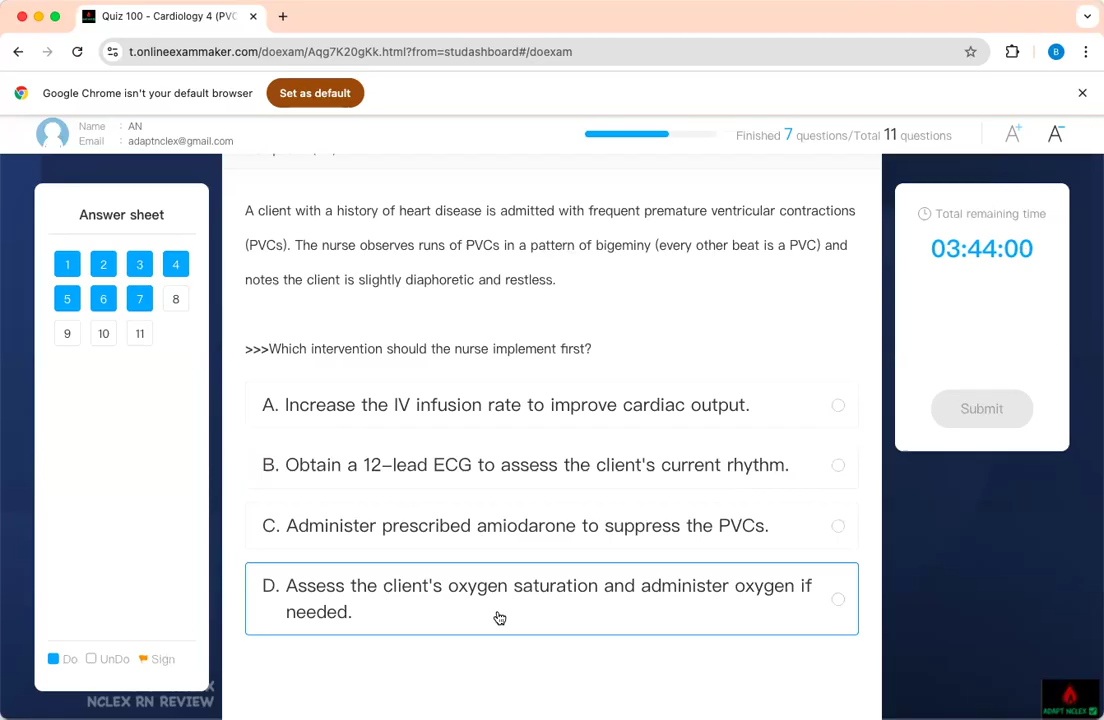 Quiz 100 - Cardiology 4 (PVC
t.onlineexammaker.com/doexam/Aqg7K20gKk.html?from=studashboard#/doexam
B
Google Chrome isn't your default browser
Set as default
Name : AN
Email : adaptnclex@gmail.com
Finished 7 questions/Total 11 questions
A+
A-
Answer sheet
1 2 3 4
5 6 7 8
9 10 11
Do UnDo Sign
NCLEX RN REVIEW
A client with a history of heart disease is admitted with frequent premature ventricular contractions
(PVCs). The nurse observes runs of PVCs in a pattern of bigeminy (every other beat is a PVC) and
notes the client is slightly diaphoretic and restless.
>>>Which intervention should the nurse implement first?
A. Increase the IV infusion rate to improve cardiac output.
B. Obtain a 12-lead ECG to assess the client's current rhythm.
C. Administer prescribed amiodarone to suppress the PVCs.
D. Assess the client's oxygen saturation and administer oxygen if
needed.
Total remaining time
03:44:00
Submit
ADAPT NCLEX